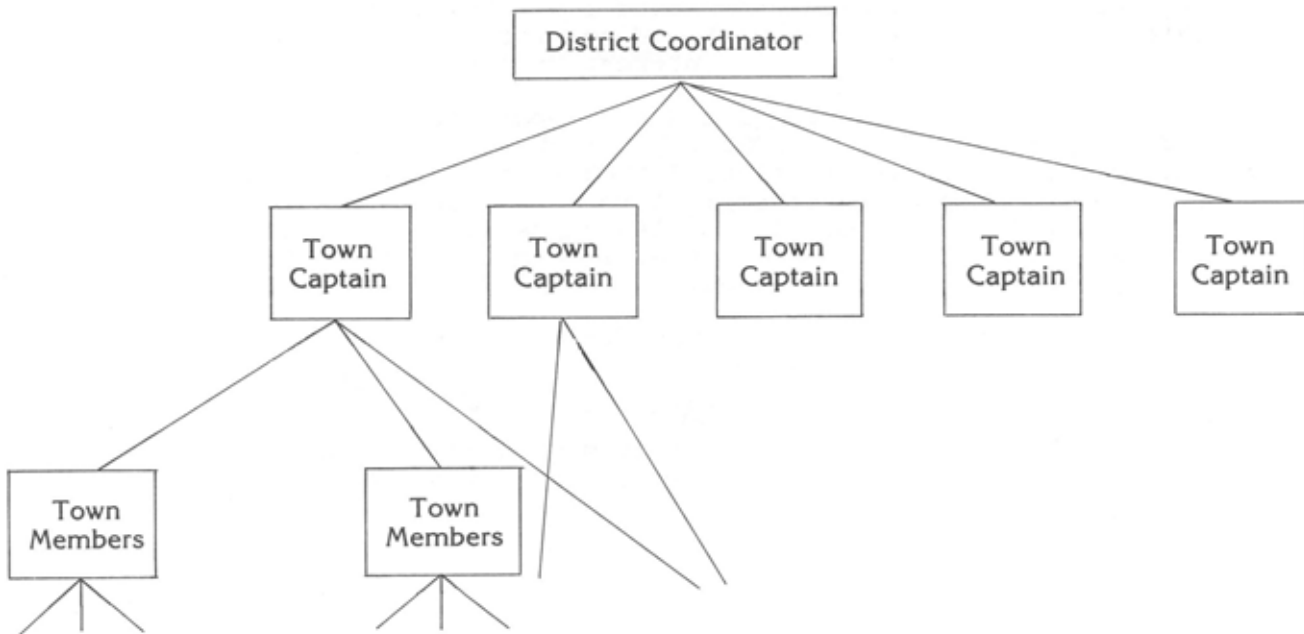 District Coordinator
Town
Captain
Town
Captain
Town
Captain
Town
Captain
Town
Captain
Town
Members
Town
Members